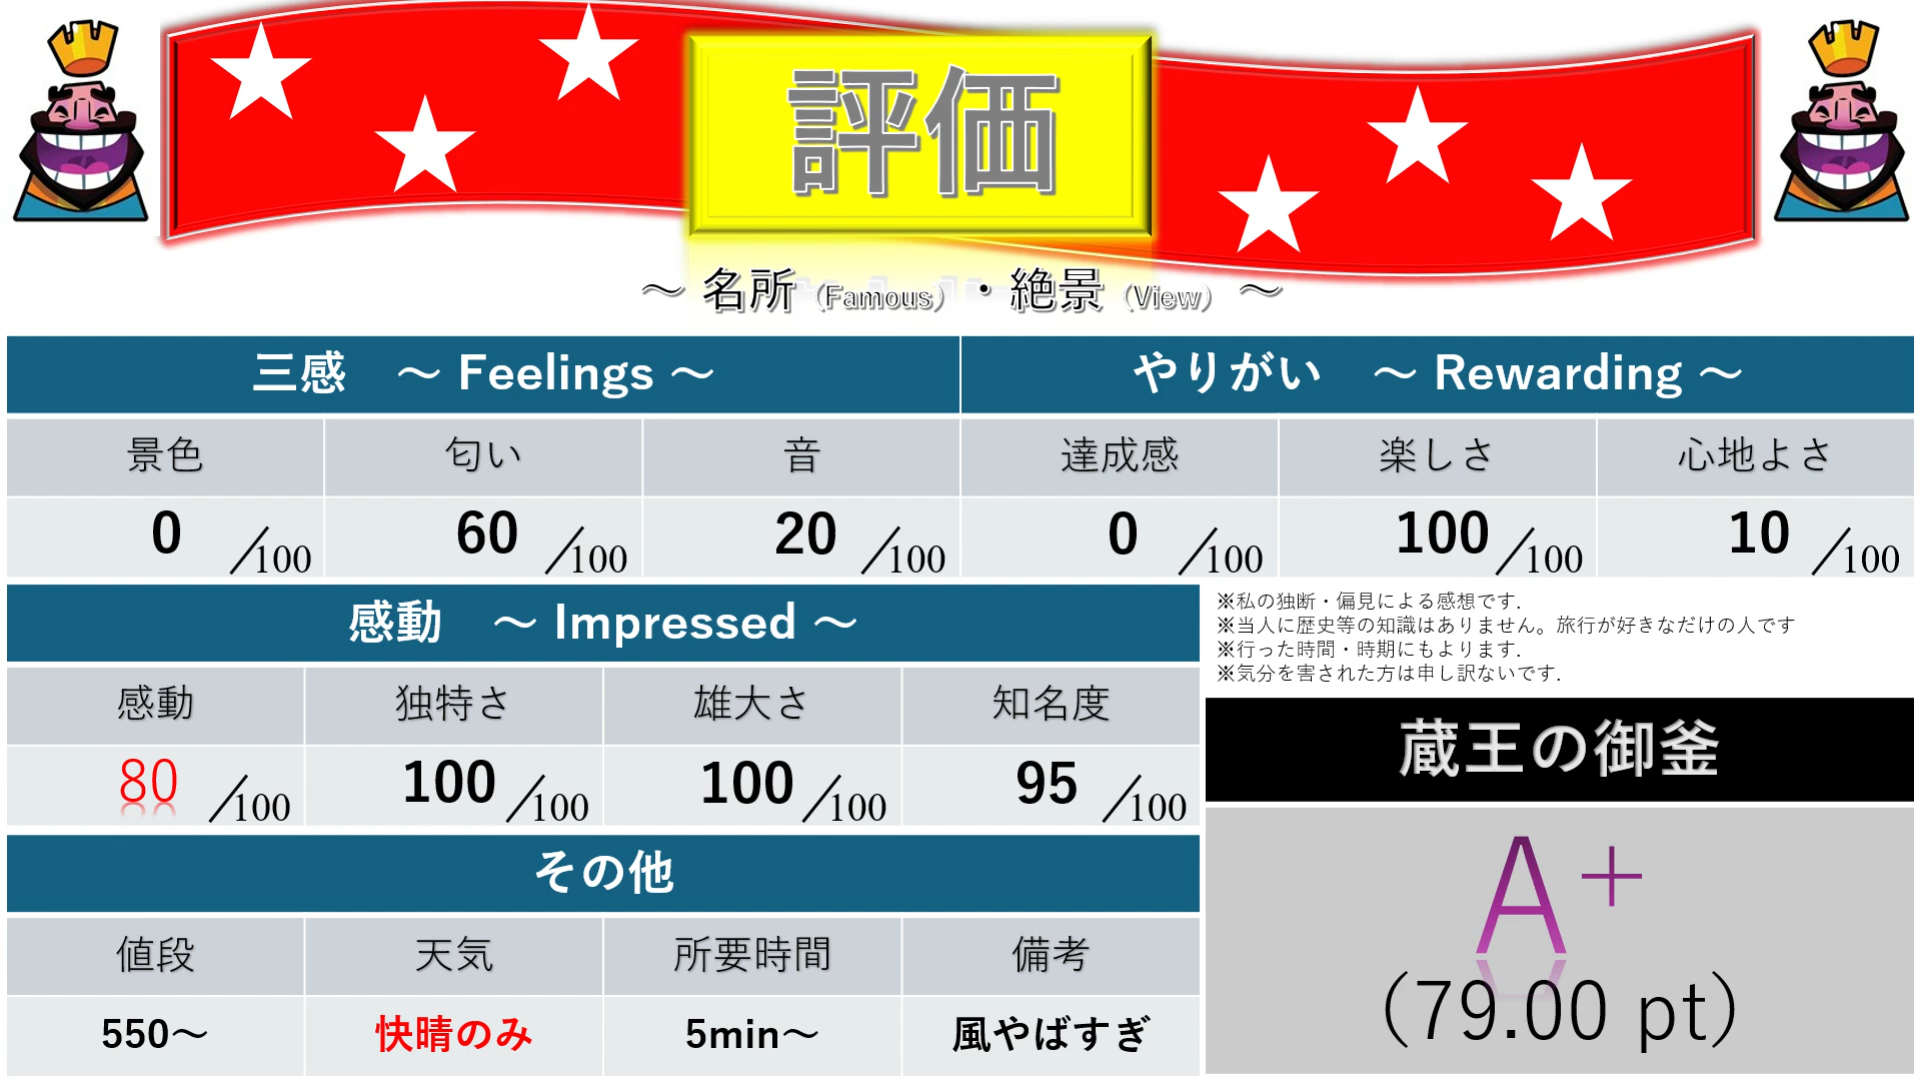 評価
～ 名所（Famous）・絶景（View） ～
三感　～ Feelings ～
やりがい　～ Rewarding ～
景色 匂い 音 達成感 楽しさ 心地よさ
0 /100 60 /100 20 /100 0 /100 100 /100 10 /100
感動　～ Impressed ～
感動 独特さ 雄大さ 知名度
80 /100 100 /100 100 /100 95 /100
その他
値段 天気 所要時間 備考
550～ 快晴のみ 5min～ 風やばすぎ
※私の独断・偏見による感想です.
※当人に歴史等の知識はありません。旅行が好きなだけの人です
※行った時間・時期にもよります.
※気分を害された方は申し訳ないです.
蔵王の御釜
A+
（79.00 pt）